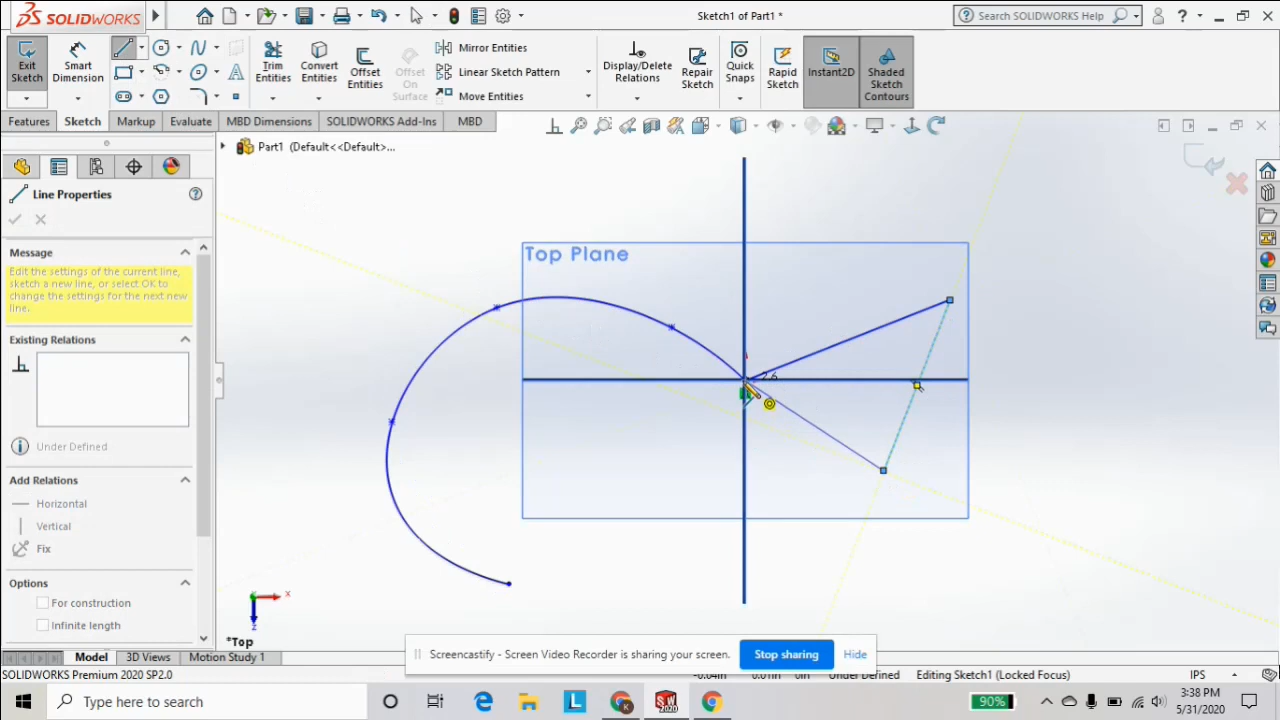 SOLIDWORKS
Sketch1 of Part1 *
Search SOLIDWORKS Help
?
Exit Sketch
Smart Dimension
Trim Entities
Convert Entities
Offset Entities
Offset On Surface
Mirror Entities
Linear Sketch Pattern
Move Entities
Display/Delete Relations
Repair Sketch
Quick Snaps
Rapid Sketch
Instant2D
Shaded Sketch Contours
Features Sketch Markup Evaluate MBD Dimensions SOLIDWORKS Add-Ins MBD
Part1 (Default<<Default>...
Line Properties
Message
Edit the settings of the current line, sketch a new line, or select OK to change the settings for the next new line.
Existing Relations
Under Defined
Add Relations
Horizontal
Vertical
Fix
Options
For construction
Infinite length
Top Plane
2.6
x
z
*Top
Screencastify - Screen Video Recorder is sharing your screen.
Stop sharing
Hide
Model 3D Views Motion Study 1
SOLIDWORKS Premium 2020 SP2.0
Under Defined Editing Sketch1 (Locked Focus) IPS
Type here to search
90%
3:38 PM
5/31/2020